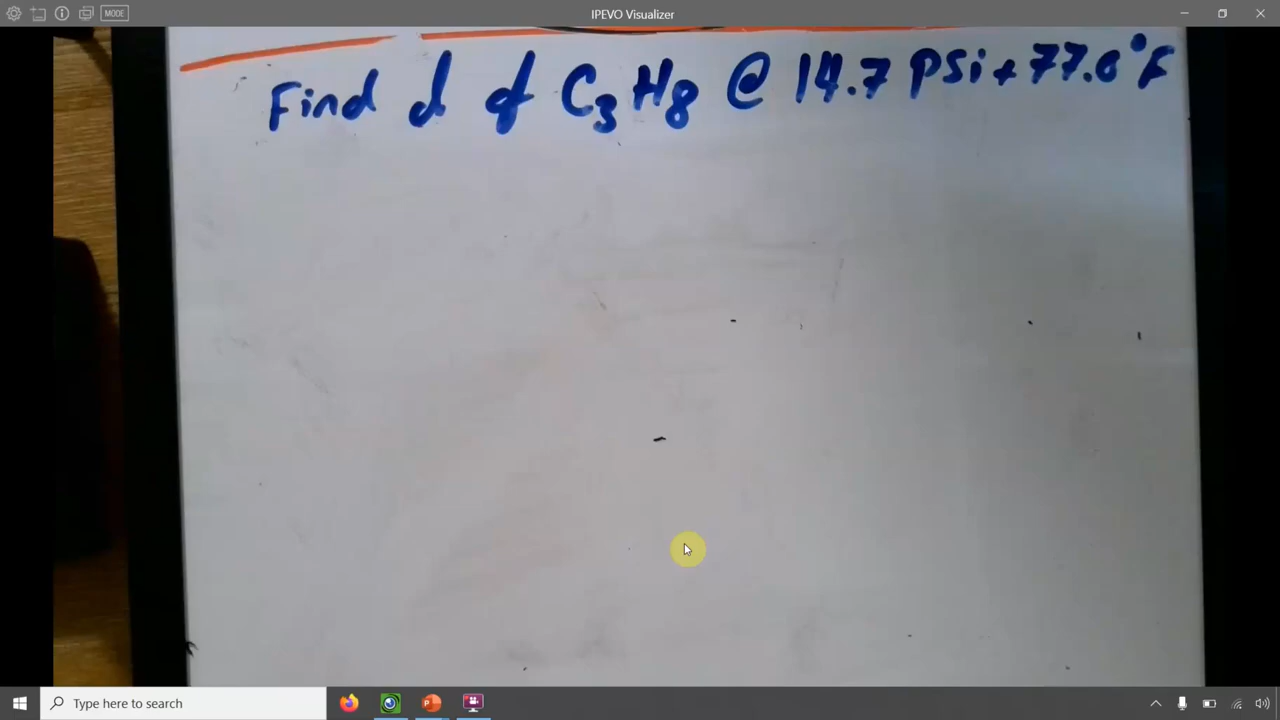 MODE
IPEVO Visualizer
Find d of C3H8 @ 14.7 PSi + 77.0°F
Type here to search